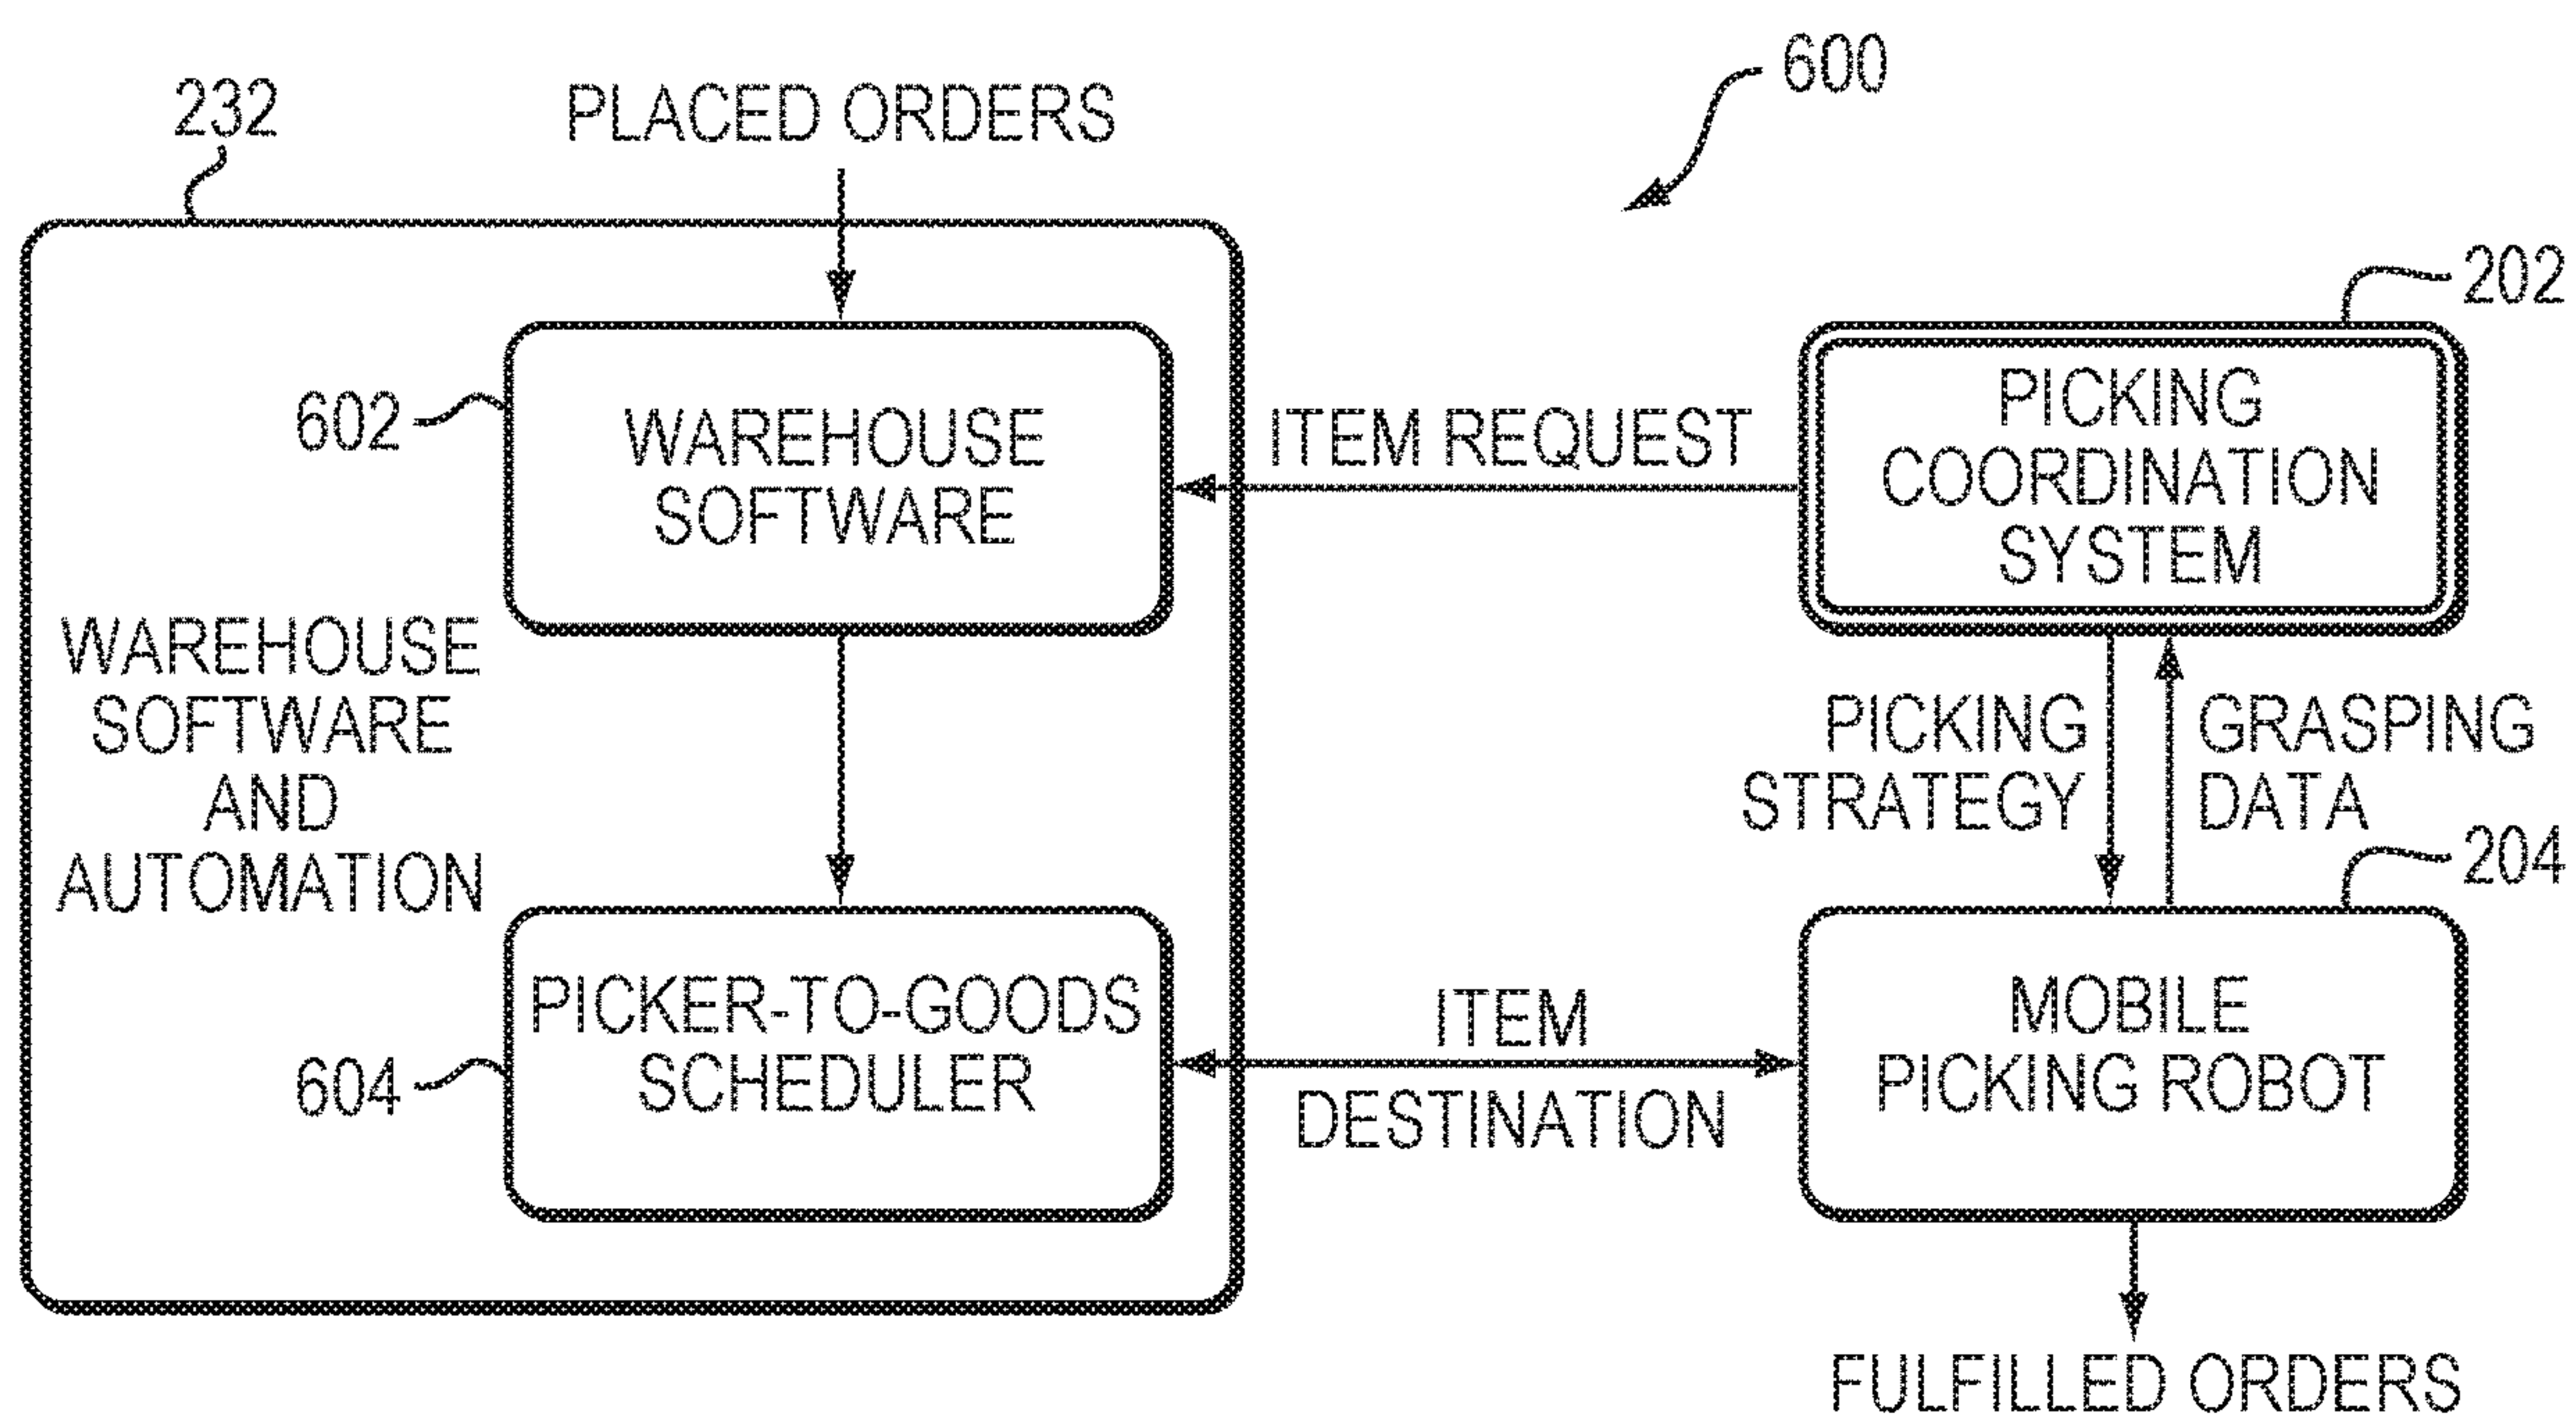 600
232
PLACED ORDERS
202
602
WAREHOUSE
SOFTWARE
ITEM REQUEST
PICKING
COORDINATION
SYSTEM
WAREHOUSE
SOFTWARE
AND
AUTOMATION
PICKING
STRATEGY
GRASPING
DATA
204
604
PICKER-TO-GOODS
SCHEDULER
ITEM
DESTINATION
MOBILE
PICKING ROBOT
FULFILLED ORDERS